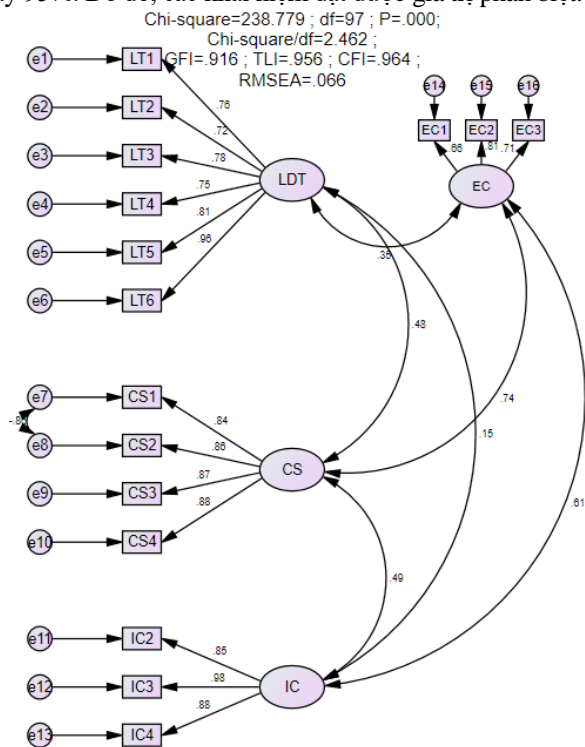 Chi-square=238.779 ; df=97 ; P=.000;
Chi-square/df=2.462 ;
GFI=.916 ; TLI=.956 ; CFI=.964 ;
RMSEA=.066
e1 LT1 .76
e2 LT2 .72
e3 LT3 .78
e4 LT4 .75
e5 LT5 .81
e6 LT6 .96
LDT
e14 e15 e16
EC1 EC2 EC3
.66 .81 .71
EC
.35
.48
.74
.15
.61
e7 CS1 .84
e8 CS2 .86
e9 CS3 .87
e10 CS4 .88
CS
.49
e11 IC2 .85
e12 IC3 .98
e13 IC4 .88
IC